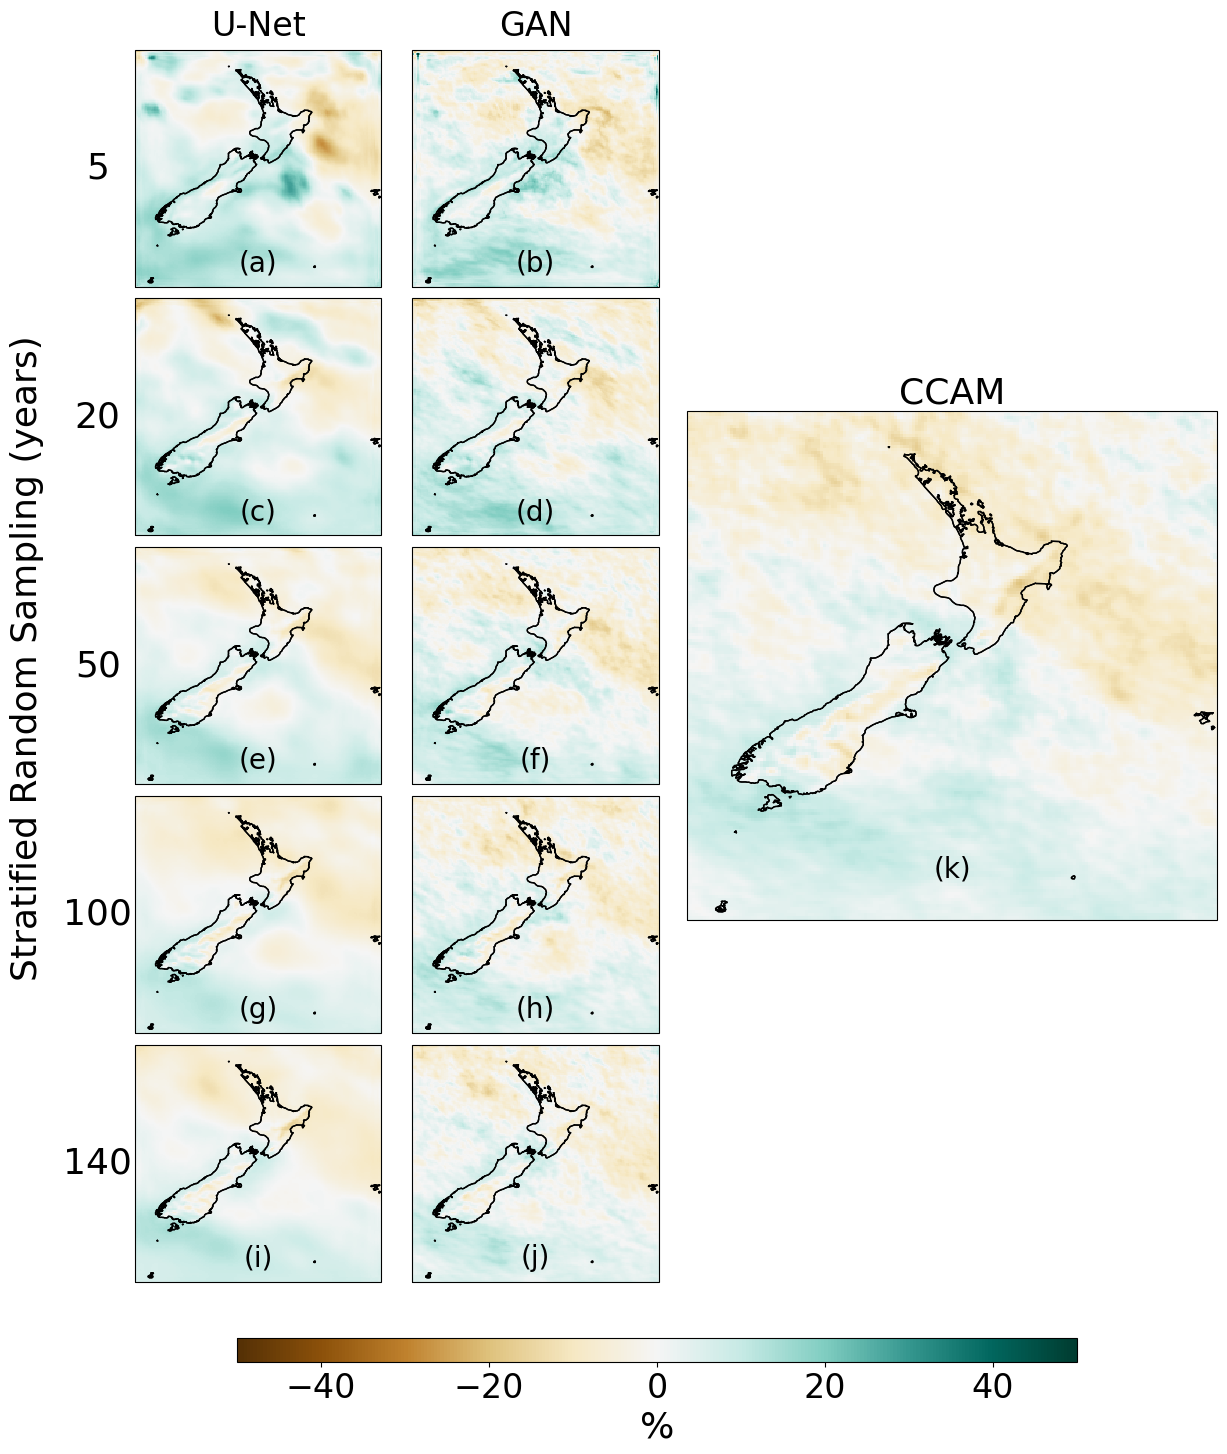 U-Net
GAN
Stratified Random Sampling (years)
5
(a)
(b)
20
(c)
(d)
CCAM
50
(e)
(f)
(k)
100
(g)
(h)
140
(i)
(j)
−40 −20 0 20 40
%